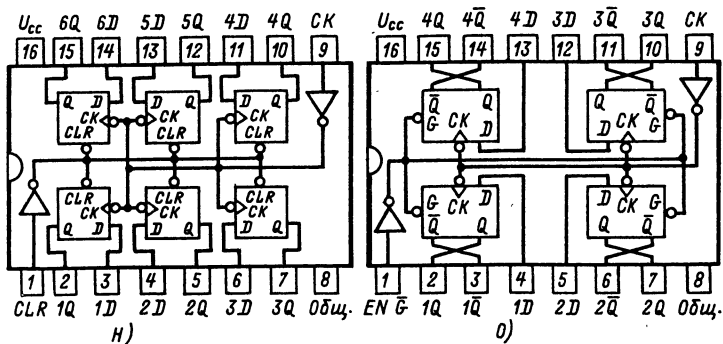 Ucc 6Q 6D 5D 5Q 4D 4Q CK
16 15 14 13 12 11 10 9
Q D D Q D Q
CK CK CK
CLR CLR CLR
CLR CLR CLR
CK CK CK
Q D D Q D Q
1 2 3 4 5 6 7 8
CLR 1Q 1D 2D 2Q 3D 3Q Общ.
н)
Ucc 4Q 4Q̅ 4D 3D 3Q̅ 3Q CK
16 15 14 13 12 11 10 9
Q̅ Q Q Q̅
G CK D D CK G
G CK D D CK G
Q̅ Q Q Q̅
1 2 3 4 5 6 7 8
EN G̅ 1Q 1Q̅ 1D 2D 2Q̅ 2Q Общ.
о)